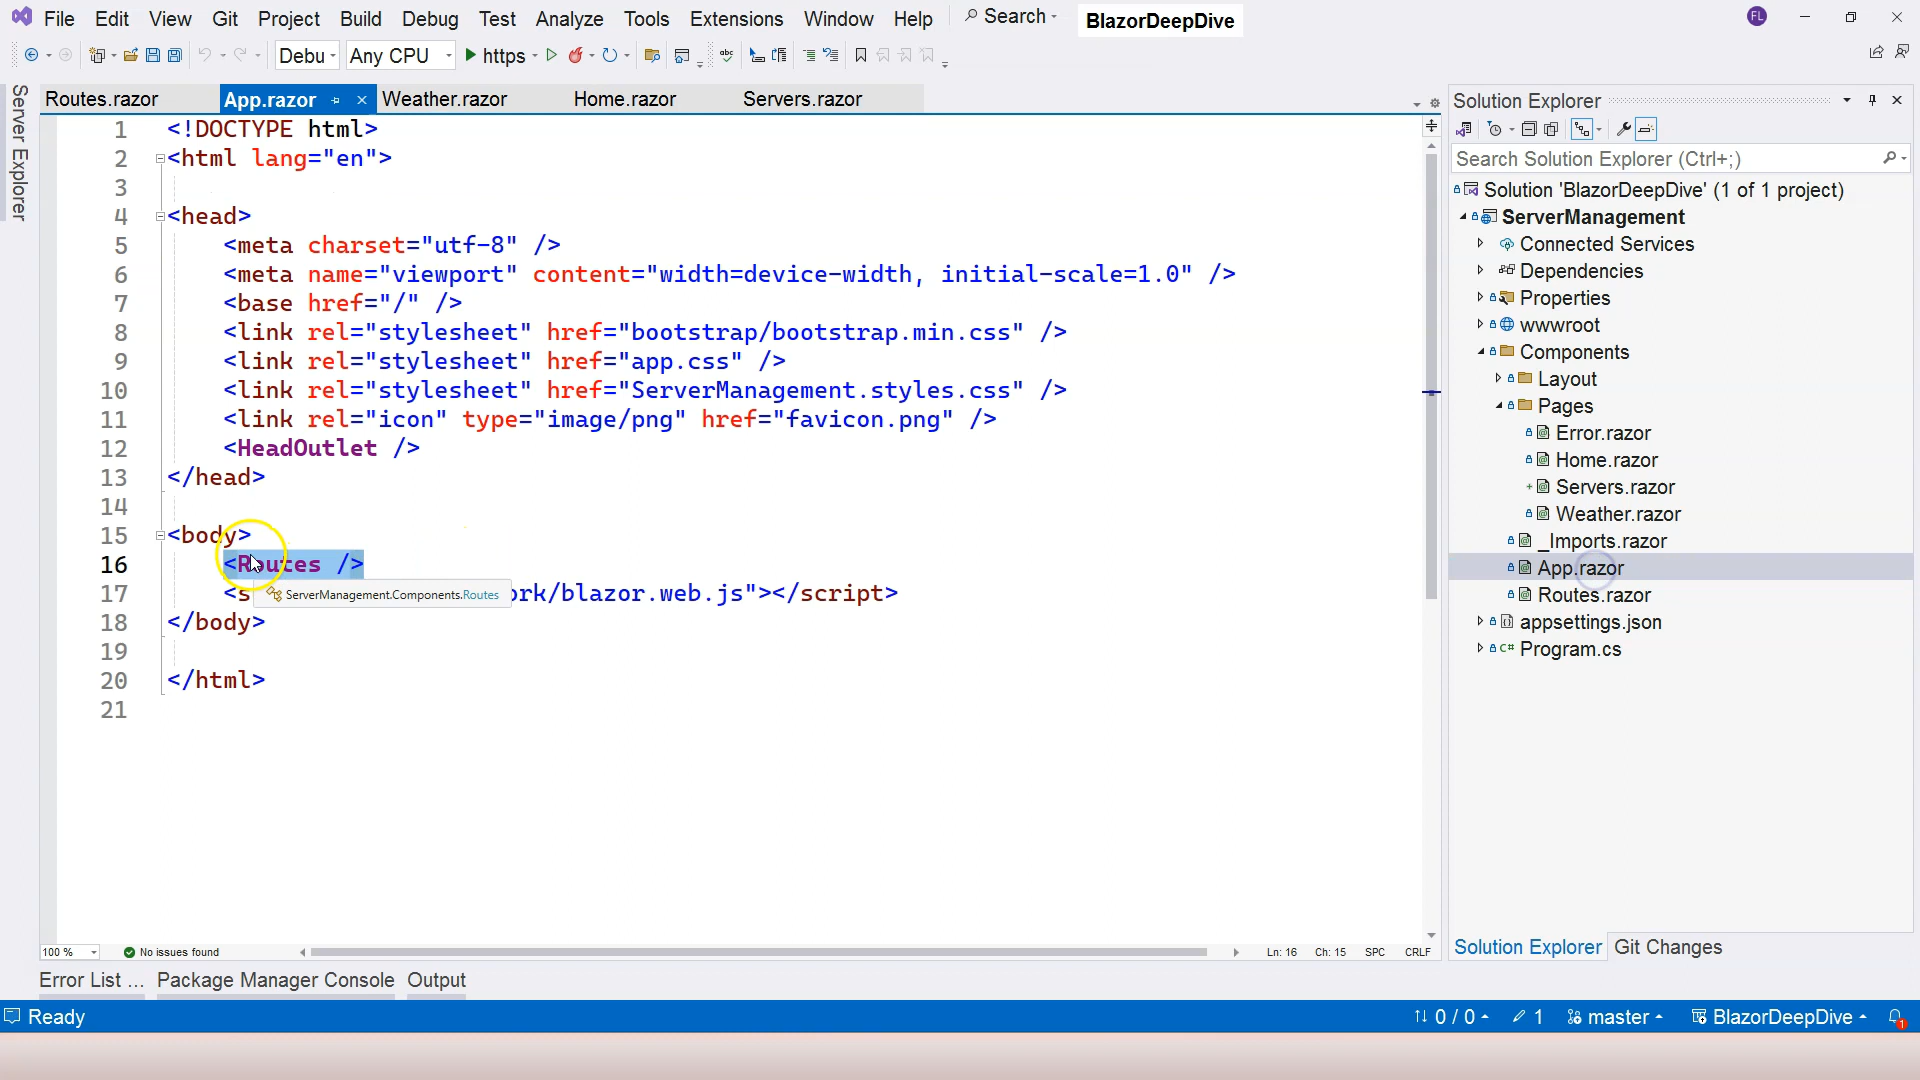 File Edit View Git Project Build Debug Test Analyze Tools Extensions Window Help Search BlazorDeepDive FL
Debu Any CPU https abc
Server Explorer
Routes.razor App.razor Weather.razor Home.razor Servers.razor
1 <!DOCTYPE html>
2 <html lang="en">
3
4 <head>
5 <meta charset="utf-8" />
6 <meta name="viewport" content="width=device-width, initial-scale=1.0" />
7 <base href="/" />
8 <link rel="stylesheet" href="bootstrap/bootstrap.min.css" />
9 <link rel="stylesheet" href="app.css" />
10 <link rel="stylesheet" href="ServerManagement.styles.css" />
11 <link rel="icon" type="image/png" href="favicon.png" />
12 <HeadOutlet />
13 </head>
14
15 <body>
16 <Routes />
ServerManagement.Components.Routes
17 <s rk/blazor.web.js"></script>
18 </body>
19
20 </html>
21
100 % No issues found Ln: 16 Ch: 15 SPC CRLF
Solution Explorer
Search Solution Explorer (Ctrl+;)
Solution 'BlazorDeepDive' (1 of 1 project)
ServerManagement
Connected Services
Dependencies
Properties
wwwroot
Components
Layout
Pages
Error.razor
Home.razor
Servers.razor
Weather.razor
_Imports.razor
App.razor
Routes.razor
appsettings.json
C# Program.cs
Solution Explorer Git Changes
Error List ... Package Manager Console Output
Ready 0 / 0 1 master BlazorDeepDive 1